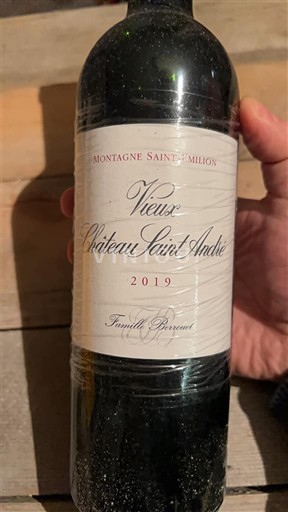 MONTAGNE SAINT-EMILION
Vieux
Château Saint André
2019
Famille Berrouet